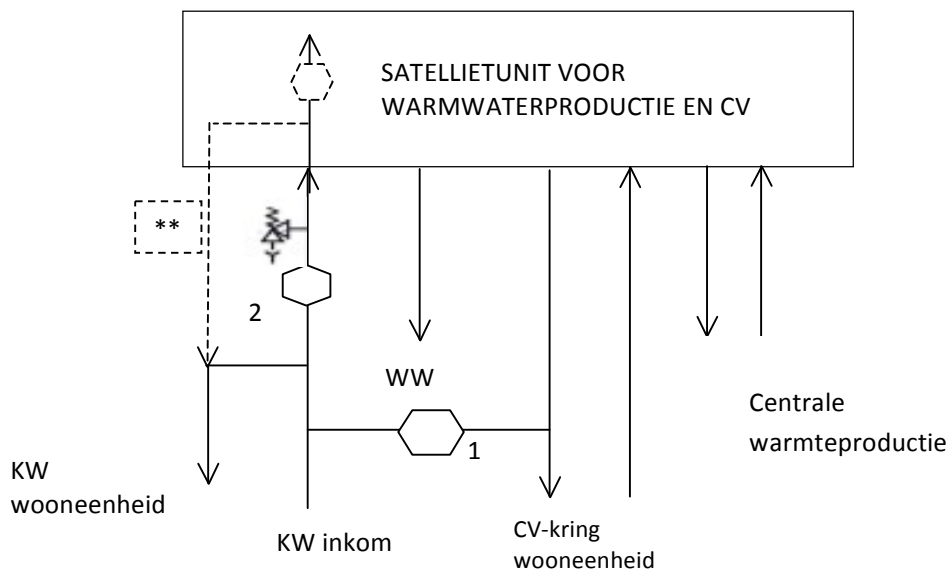 SATELLIETUNIT VOOR
WARMWATERPRODUCTIE EN CV
**
2
WW
1
Centrale
warmteproductie
KW
wooneenheid
KW inkom
CV-kring
wooneenheid